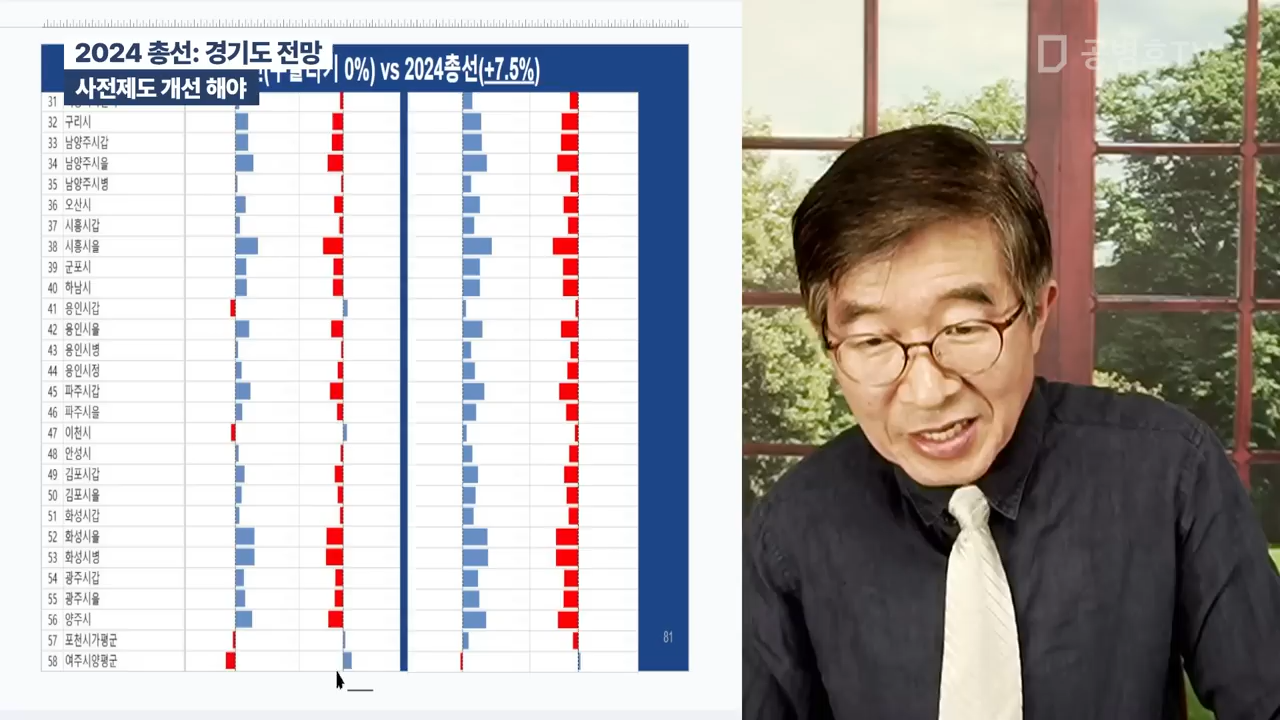 2024 총선: 경기도 전망
사전제도 개선 해야
0%) vs 2024총선(+7.5%)
공병호TV
31
32 구리시
33 남양주시갑
34 남양주시을
35 남양주시병
36 오산시
37 시흥시갑
38 시흥시을
39 군포시
40 하남시
41 용인시갑
42 용인시을
43 용인시병
44 용인시정
45 파주시갑
46 파주시을
47 이천시
48 안성시
49 김포시갑
50 김포시을
51 화성시갑
52 화성시을
53 화성시병
54 광주시갑
55 광주시을
56 양주시
57 포천시가평군
58 여주시양평군
81